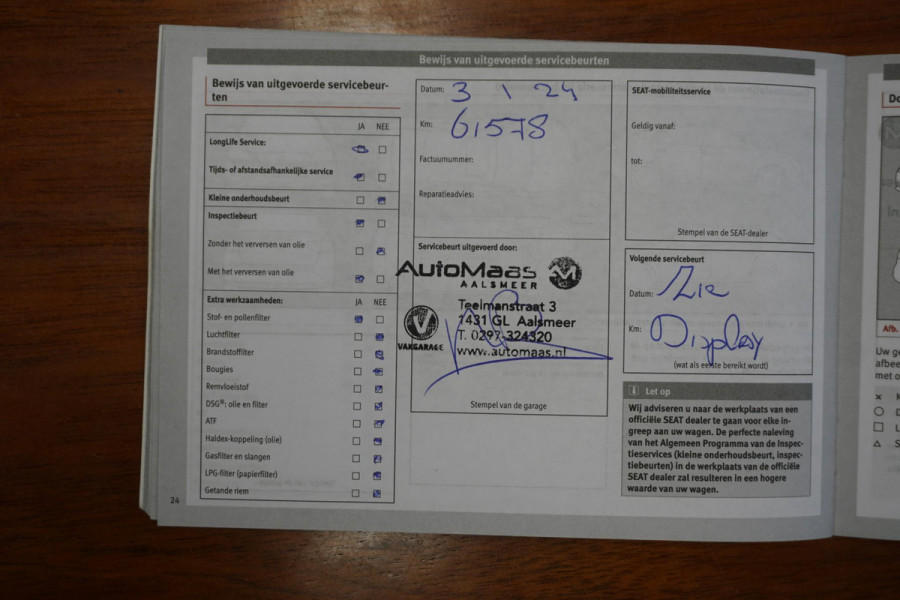 Bewijs van uitgevoerde servicebeurten
Bewijs van uitgevoerde servicebeur-
ten
JA NEE
LongLife Service:
Tijds- of afstandsafhankelijke service
Kleine onderhoudsbeurt
Inspectiebeurt
Zonder het verversen van olie
Met het verversen van olie
Extra werkzaamheden: JA NEE
Stof- en pollenfilter
Luchtfilter
Brandstoffilter
Bougies
Remvloeistof
DSG®: olie en filter
ATF
Haldex-koppeling (olie)
Gasfilter en slangen
LPG-filter (papierfilter)
Getande riem
24
Datum: 3 1 24
Km: 61578
Factuurnummer:
Reparatieadvies:
Servicebeurt uitgevoerd door:
AutoMaas
AALSMEER
Teelmanstraat 3
1431 GL Aalsmeer
T. 0297-324320
www.automaas.nl
VAKGARAGE
Stempel van de garage
SEAT-mobiliteitsservice
Geldig vanaf:
tot:
Stempel van de SEAT-dealer
Volgende servicebeurt
Datum: Zie
Km: Display
(wat als eerste bereikt wordt)
Let op
Wij adviseren u naar de werkplaats van een
officiële SEAT dealer te gaan voor elke in-
greep aan uw wagen. De perfecte naleving
van het Algemeen Programma van de Inspec-
tieservices (kleine onderhoudsbeurt, inspec-
tiebeurten) in de werkplaats van de officiële
SEAT dealer zal resulteren in een hogere
waarde van uw wagen.
Afb.
Uw ge
afbee
met o